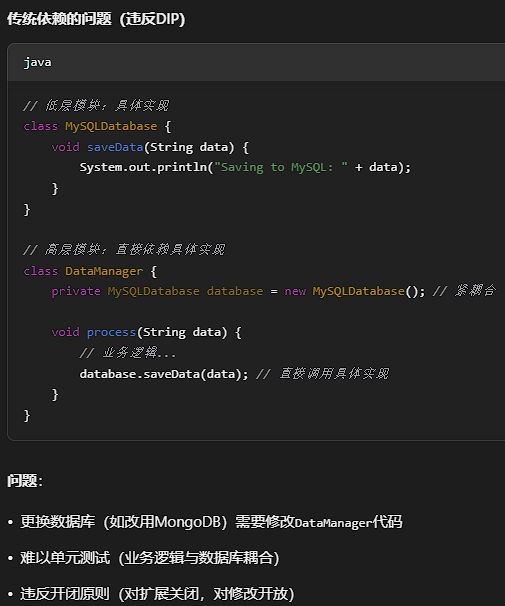 传统依赖的问题（违反DIP）
java
// 低层模块：具体实现
class MySQLDatabase {
    void saveData(String data) {
        System.out.println("Saving to MySQL: " + data);
    }
}
// 高层模块：直接依赖具体实现
class DataManager {
    private MySQLDatabase database = new MySQLDatabase(); // 紧耦合
    void process(String data) {
        // 业务逻辑...
        database.saveData(data); // 直接调用具体实现
    }
}
问题：
• 更换数据库（如改用MongoDB）需要修改DataManager代码
• 难以单元测试（业务逻辑与数据库耦合）
• 违反开闭原则（对扩展关闭，对修改开放）